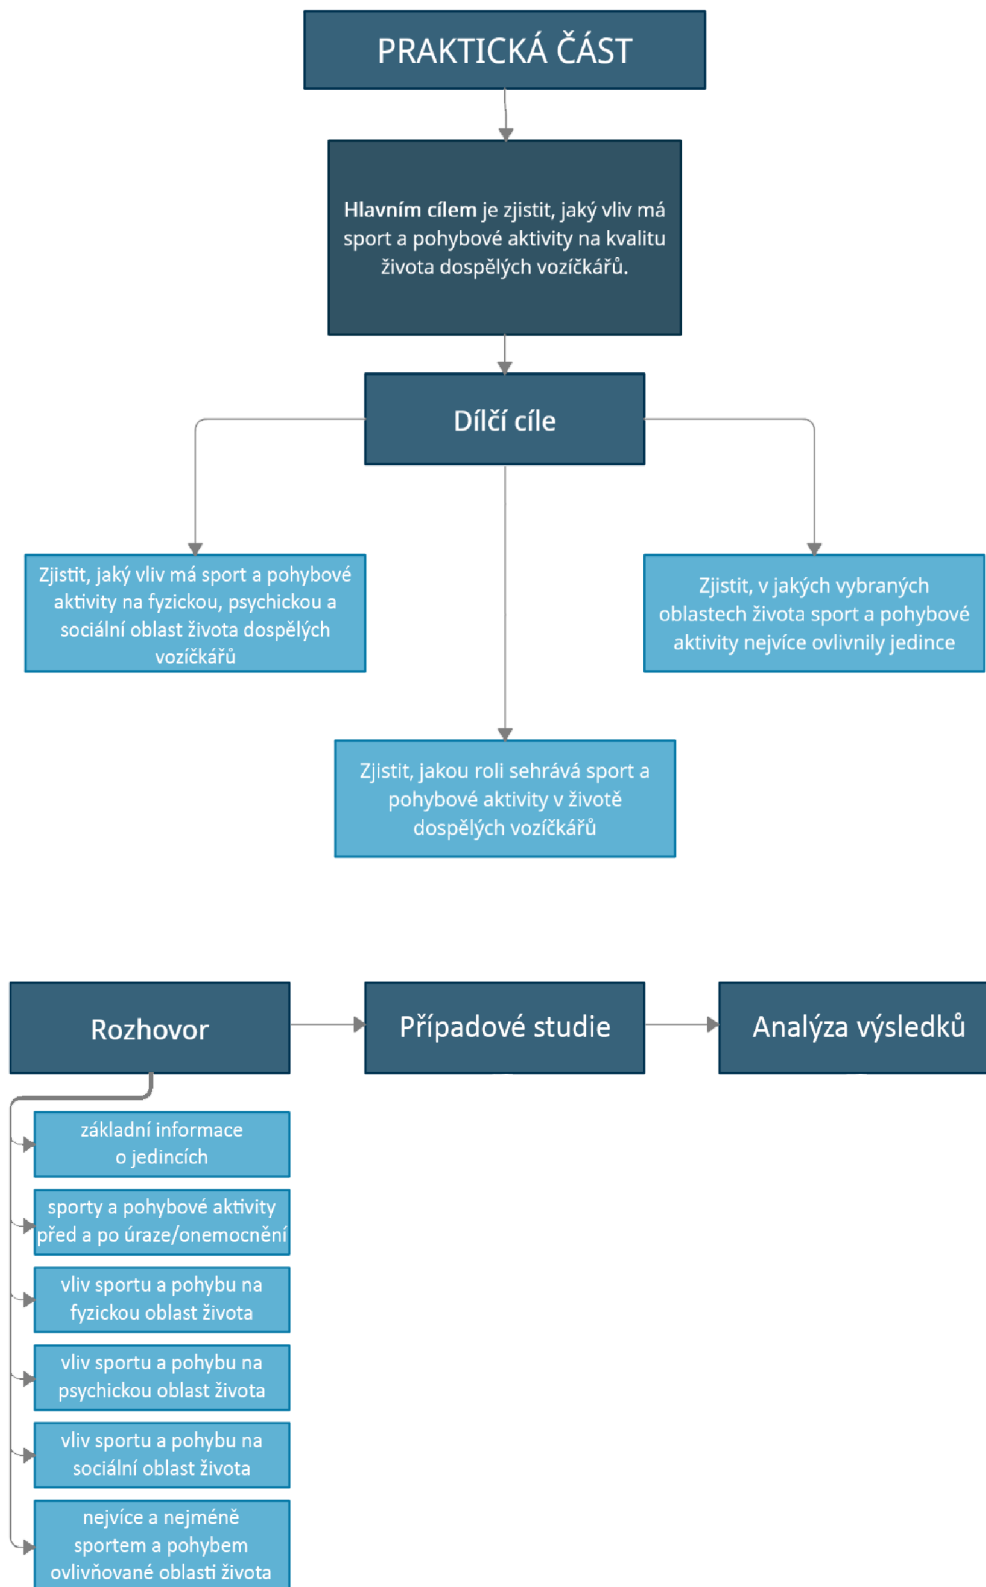 PRAKTICKÁ ČÁST
Hlavním cílem je zjistit, jaký vliv má
sport a pohybové aktivity na kvalitu
života dospělých vozíčkářů.
Dílčí cíle
Zjistit, jaký vliv má sport a pohybové
aktivity na fyzickou, psychickou a
sociální oblast života dospělých
vozíčkářů
Zjistit, v jakých vybraných
oblastech života sport a pohybové
aktivity nejvíce ovlivnily jedince
Zjistit, jakou roli sehrává sport a
pohybové aktivity v životě
dospělých vozíčkářů
Rozhovor
Případové studie
Analýza výsledků
základní informace
o jedincích
sporty a pohybové aktivity
před a po úraze/onemocnění
vliv sportu a pohybu na
fyzickou oblast života
vliv sportu a pohybu na
psychickou oblast života
vliv sportu a pohybu na
sociální oblast života
nejvíce a nejméně
sportem a pohybem
ovlivňované oblasti života